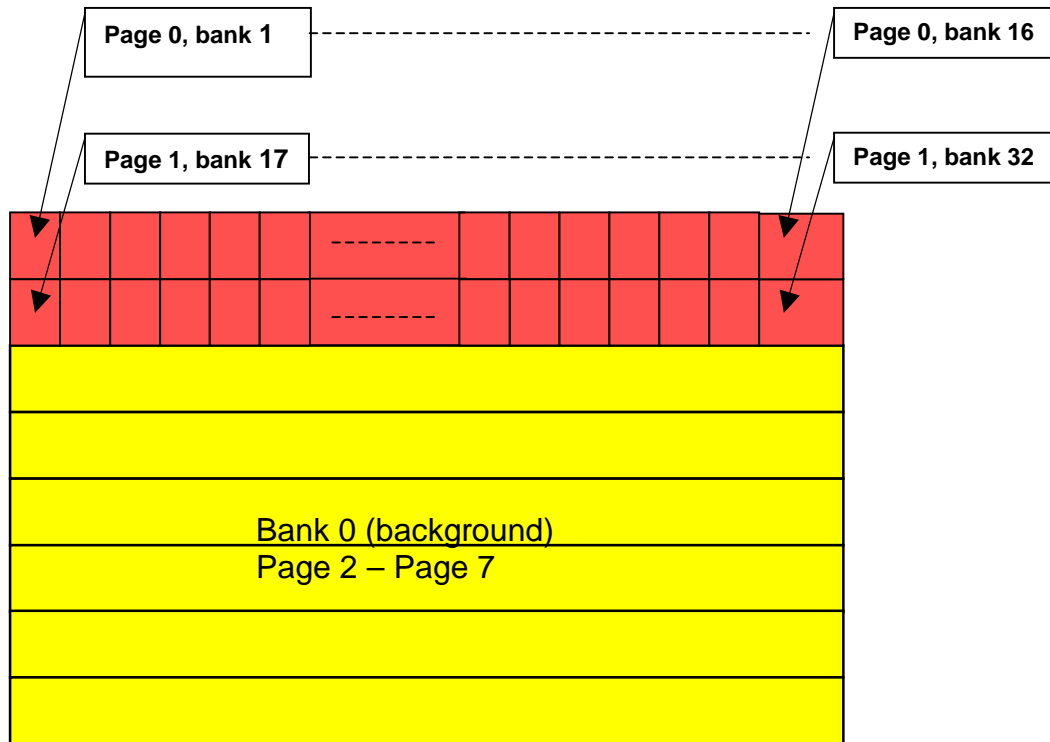 Page 0, bank 1
Page 0, bank 16
Page 1, bank 17
Page 1, bank 32
Bank 0 (background)
Page 2 – Page 7